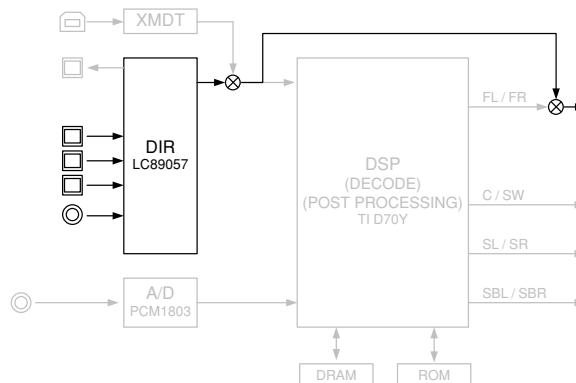 XMDT
DIR
LC89057
DSP
(DECODE)
(POST PROCESSING)
TI D70Y
FL / FR
C / SW
SL / SR
SBL / SBR
A/D
PCM1803
DRAM
ROM